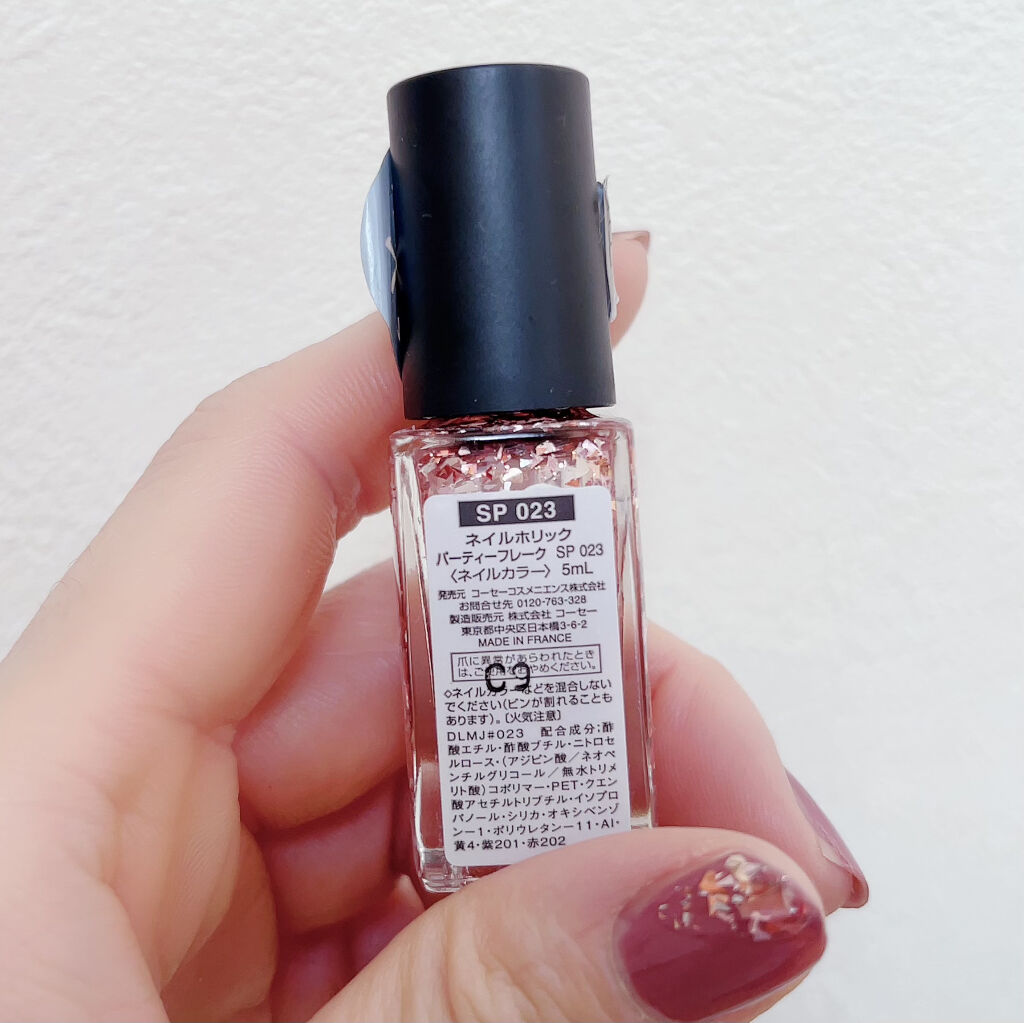 SP 023
ネイルホリック
パーティーフレーク SP 023
〈ネイルカラー〉 5mL
発売元 コーセーコスメニエンス株式会社
お問合せ先 0120-763-328
製造販売元 株式会社 コーセー
東京都中央区日本橋3-6-2
MADE IN FRANCE
爪に異常があらわれたとき
は、ご使用をおやめください。
C9
◇ネイルカラーなどを混合しない
でください(ビンが割れることも
あります)。〔火気注意〕
DLMJ#023 配合成分;酢
酸エチル・酢酸ブチル・ニトロセ
ルロース・(アジピン酸/ネオペ
ンチルグリコール/無水トリメ
リト酸)コポリマー・PET・クエン
酸アセチルトリブチル・イソプロ
パノール・シリカ・オキシベンゾ
ン－1・ポリウレタン－11・Al・
黄4・紫201・赤202